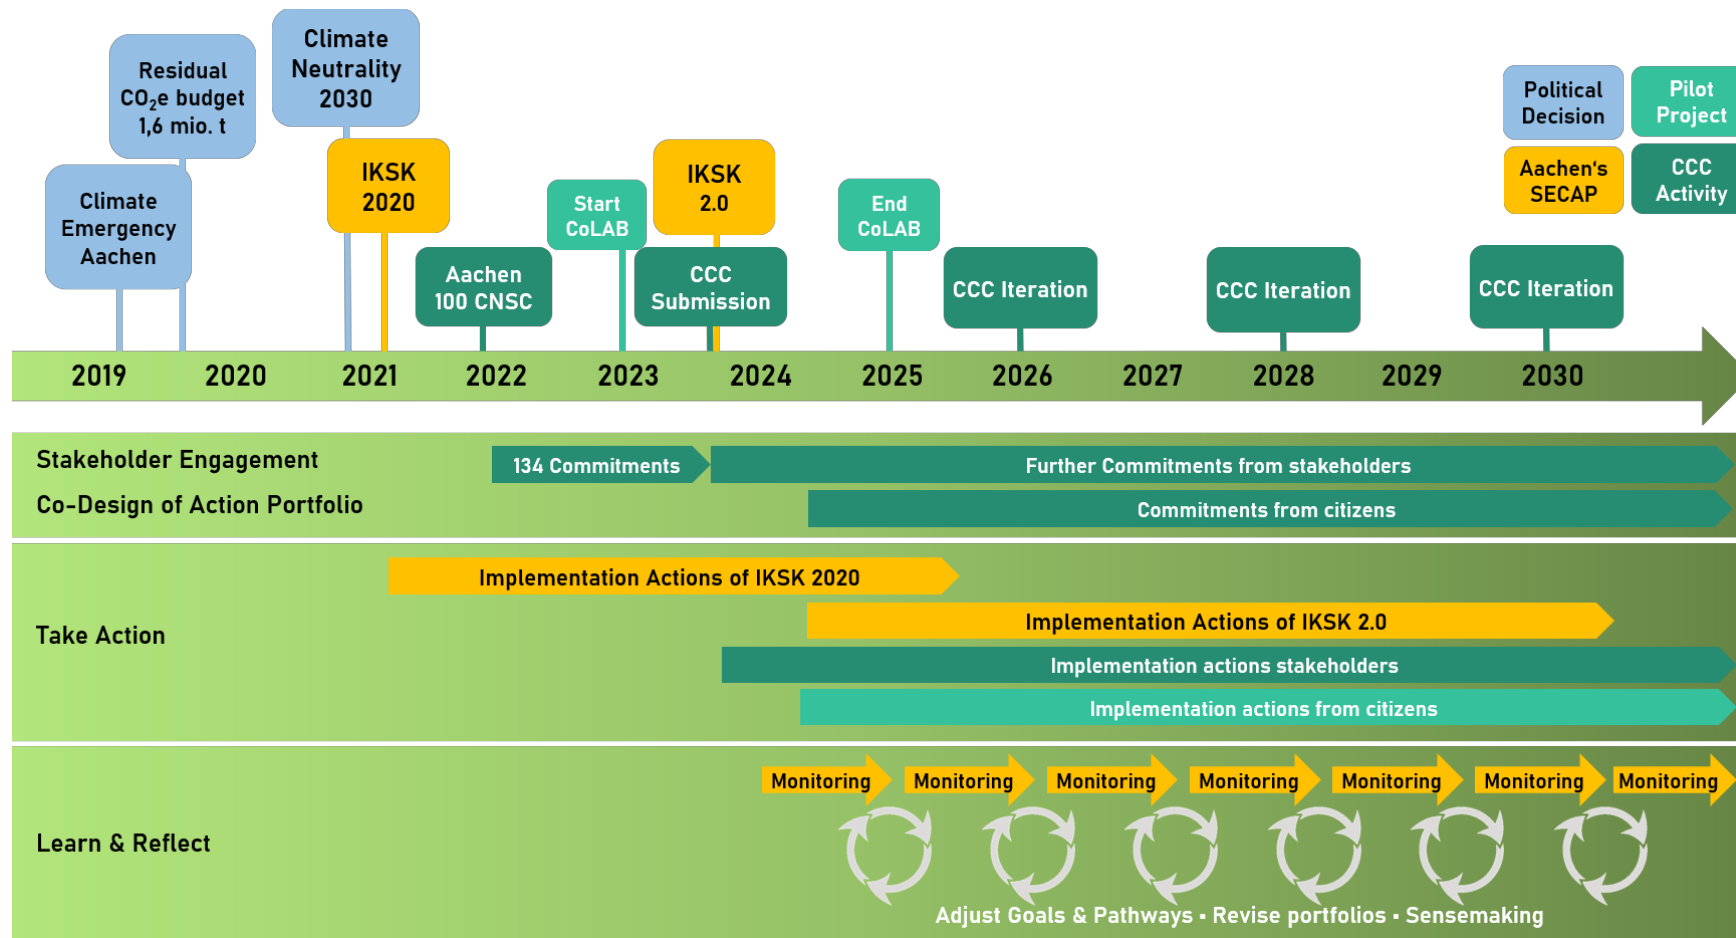 Residual
CO₂e budget
1,6 mio. t
Climate
Neutrality
2030
Climate
Emergency
Aachen
IKSK
2020
Aachen
100 CNSC
Start
CoLAB
IKSK
2.0
CCC
Submission
End
CoLAB
CCC Iteration
CCC Iteration
CCC Iteration
Political
Decision
Pilot
Project
Aachen‘s
SECAP
CCC
Activity
2019 2020 2021 2022 2023 2024 2025 2026 2027 2028 2029 2030
Stakeholder Engagement
134 Commitments
Further Commitments from stakeholders
Co-Design of Action Portfolio
Commitments from citizens
Take Action
Implementation Actions of IKSK 2020
Implementation Actions of IKSK 2.0
Implementation actions stakeholders
Implementation actions from citizens
Learn & Reflect
Monitoring Monitoring Monitoring Monitoring Monitoring Monitoring Monitoring
Adjust Goals & Pathways ▪ Revise portfolios ▪ Sensemaking